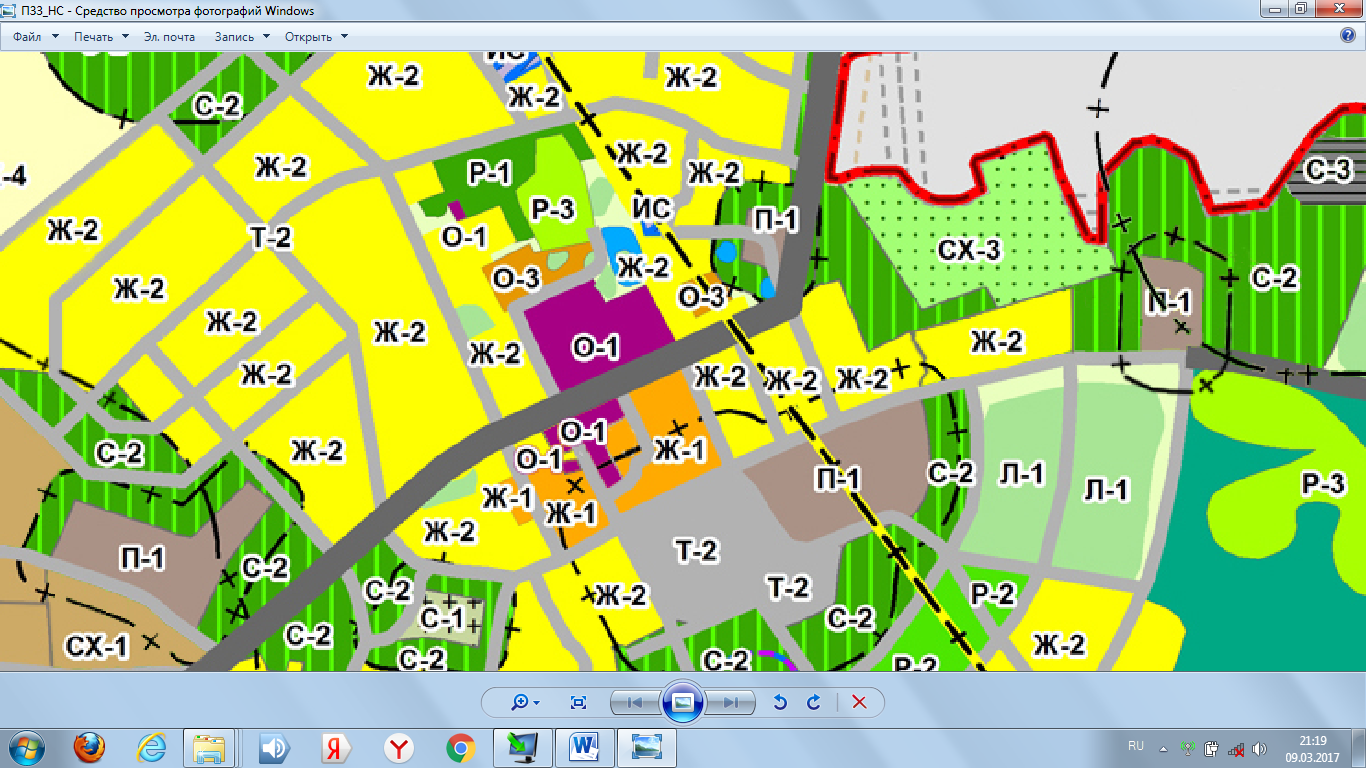 ПЗЗ_НС - Средство просмотра фотографий Windows
Файл Печать Эл. почта Запись Открыть
ИС
Ж-2
Ж-2
Ж-2
С-2
Ж-2
Ж-2
Ж-2
Р-1
-4
С-3
Р-3
ИС
П-1
Ж-2
О-1
Т-2
СХ-3
Ж-2
О-3
С-2
Ж-2
О-3
П-1
Ж-2
Ж-2
О-1
Ж-2
Ж-2
Ж-2
Ж-2
Ж-2
Ж-2
О-1
Ж-2
С-2
О-1
Ж-1
П-1
С-2
Л-1
Л-1
Р-3
Ж-1
Ж-1
Ж-2
П-1
Т-2
С-2
С-2
Т-2
Р-2
Ж-2
С-1
С-2
С-2
СХ-1
Ж-2
С-2
С-2
Р-2
RU
21:19
09.03.2017